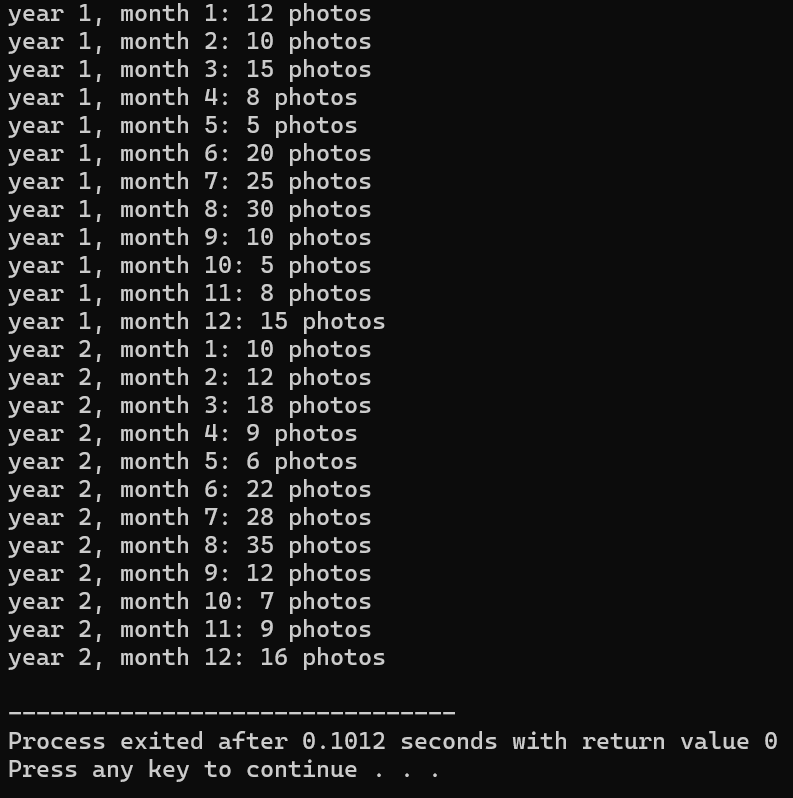 year 1, month 1: 12 photos
year 1, month 2: 10 photos
year 1, month 3: 15 photos
year 1, month 4: 8 photos
year 1, month 5: 5 photos
year 1, month 6: 20 photos
year 1, month 7: 25 photos
year 1, month 8: 30 photos
year 1, month 9: 10 photos
year 1, month 10: 5 photos
year 1, month 11: 8 photos
year 1, month 12: 15 photos
year 2, month 1: 10 photos
year 2, month 2: 12 photos
year 2, month 3: 18 photos
year 2, month 4: 9 photos
year 2, month 5: 6 photos
year 2, month 6: 22 photos
year 2, month 7: 28 photos
year 2, month 8: 35 photos
year 2, month 9: 12 photos
year 2, month 10: 7 photos
year 2, month 11: 9 photos
year 2, month 12: 16 photos
--------------------------------
Process exited after 0.1012 seconds with return value 0
Press any key to continue . . .